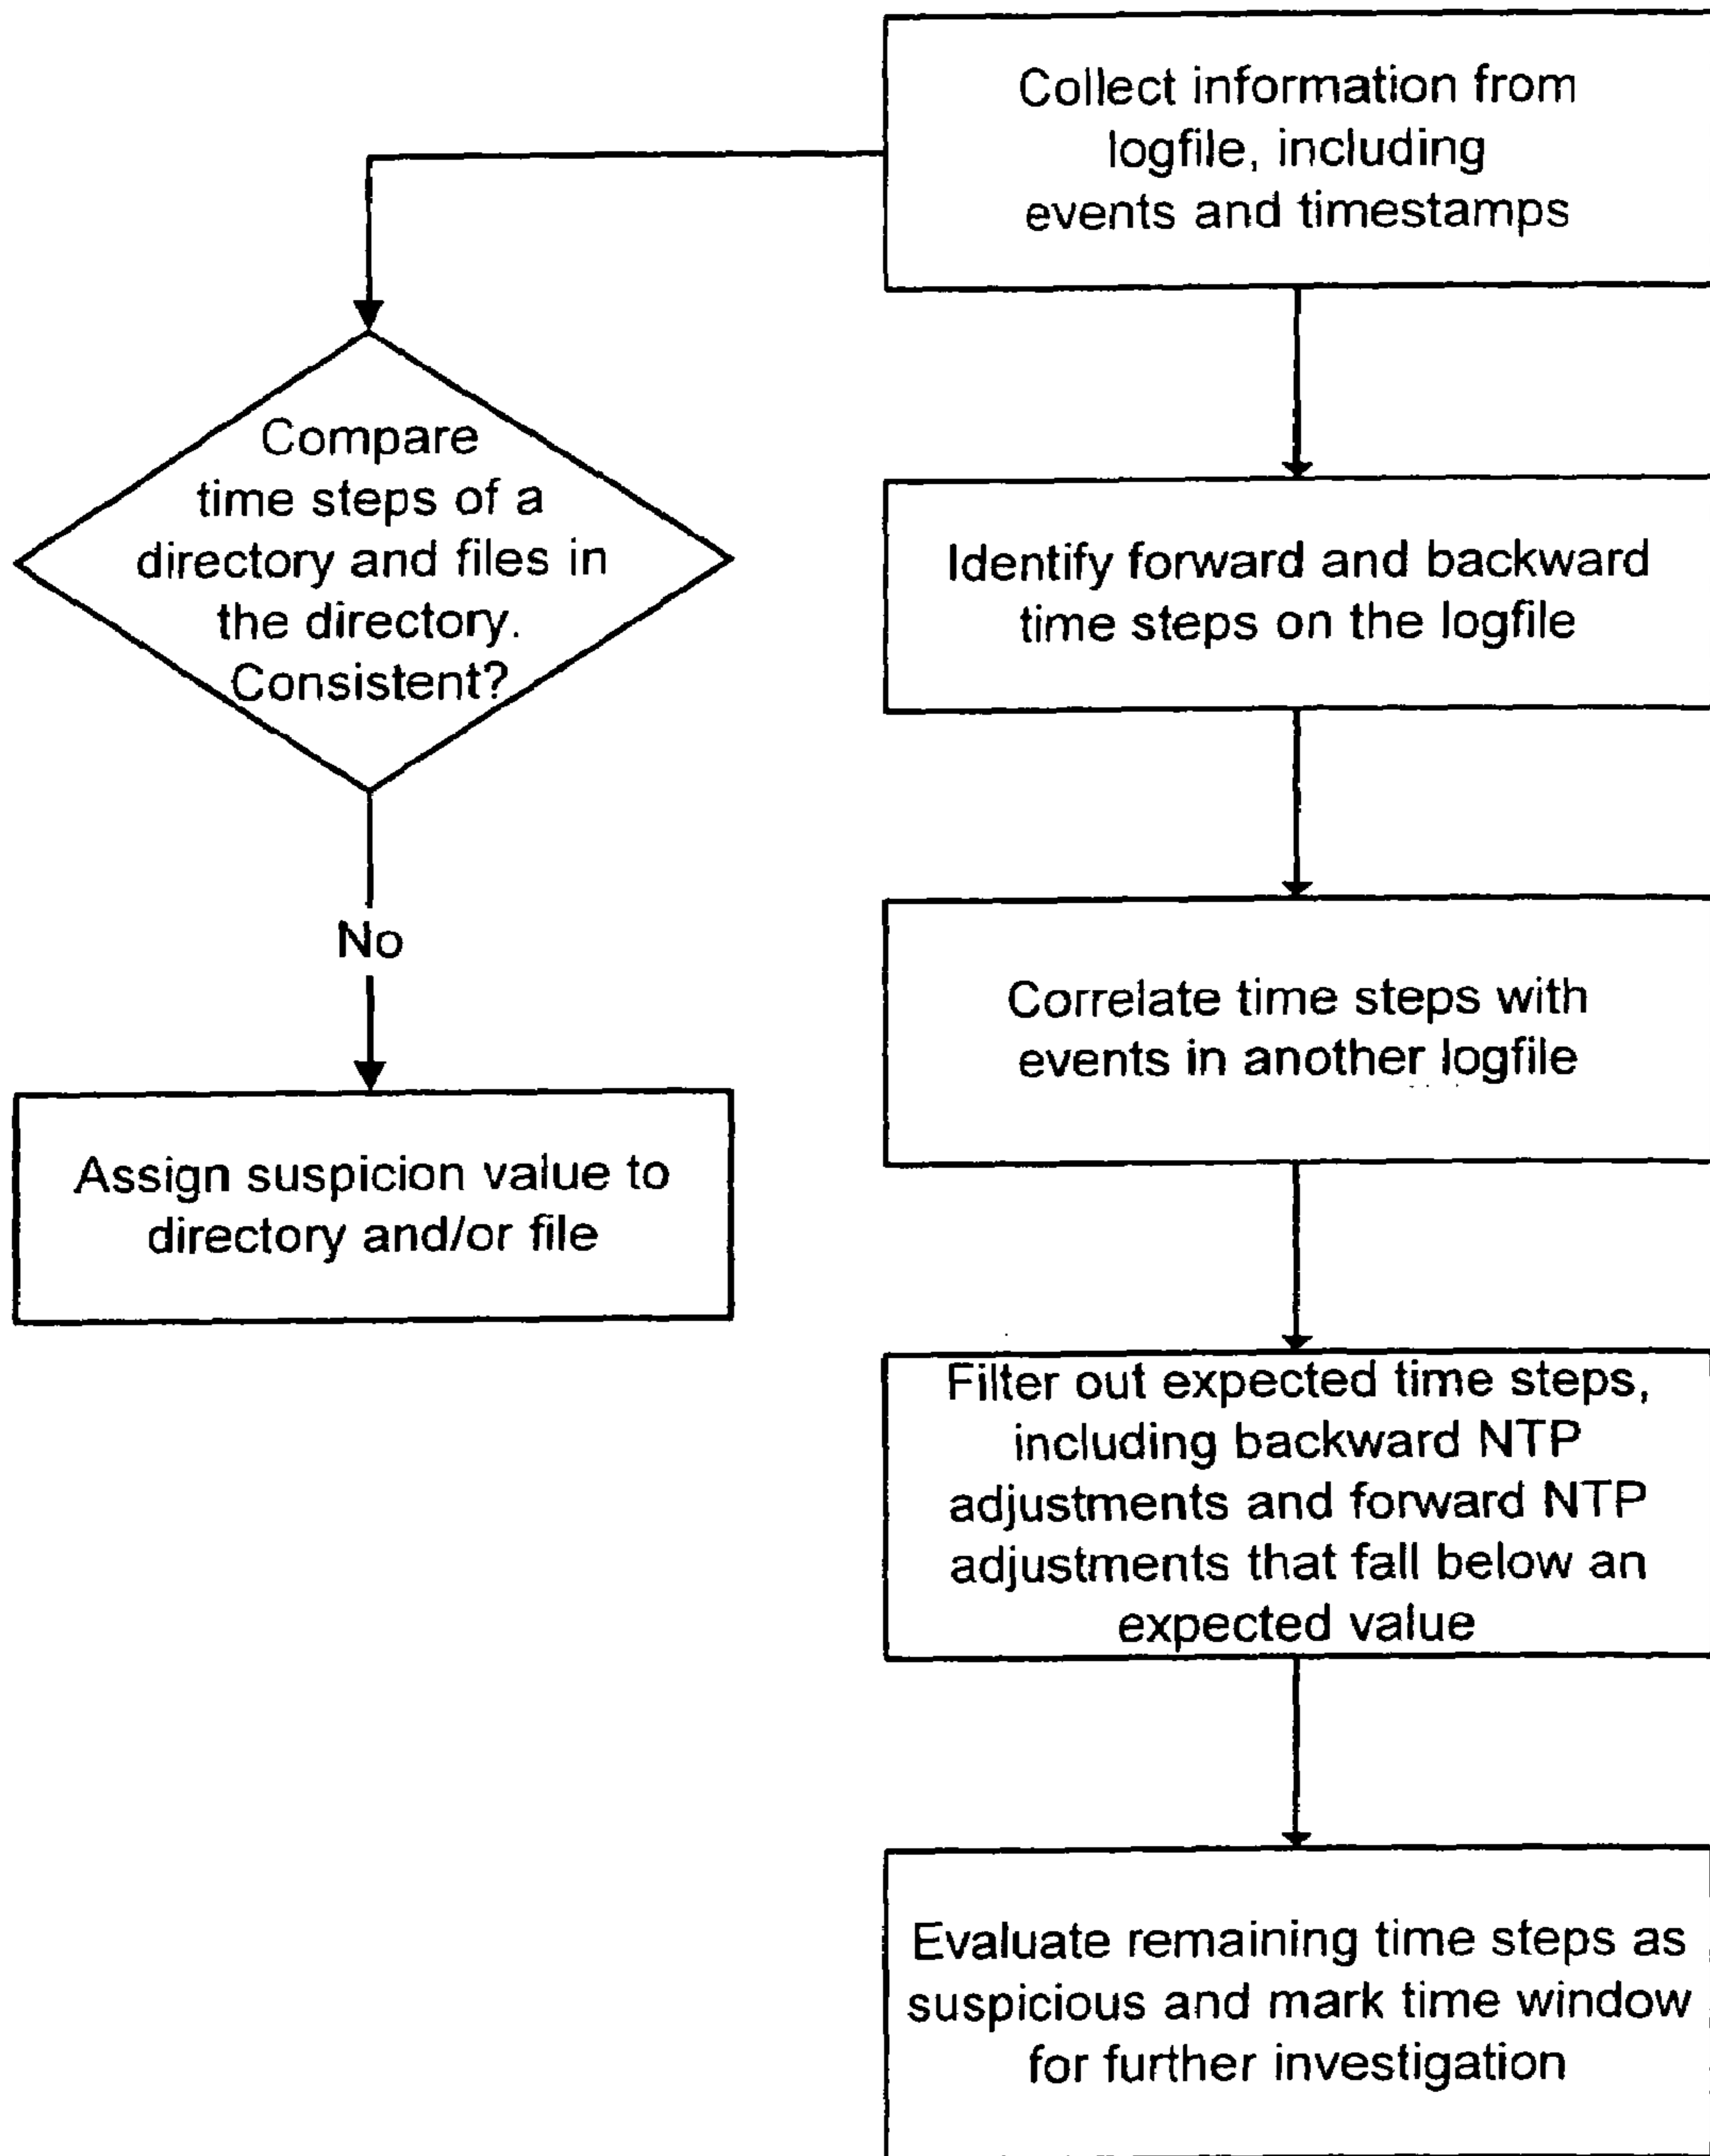 Collect information from
logfile, including
events and timestamps
Compare
time steps of a
directory and files in
the directory.
Consistent?
No
Assign suspicion value to
directory and/or file
Identify forward and backward
time steps on the logfile
Correlate time steps with
events in another logfile
Filter out expected time steps,
including backward NTP
adjustments and forward NTP
adjustments that fall below an
expected value
Evaluate remaining time steps as
suspicious and mark time window
for further investigation